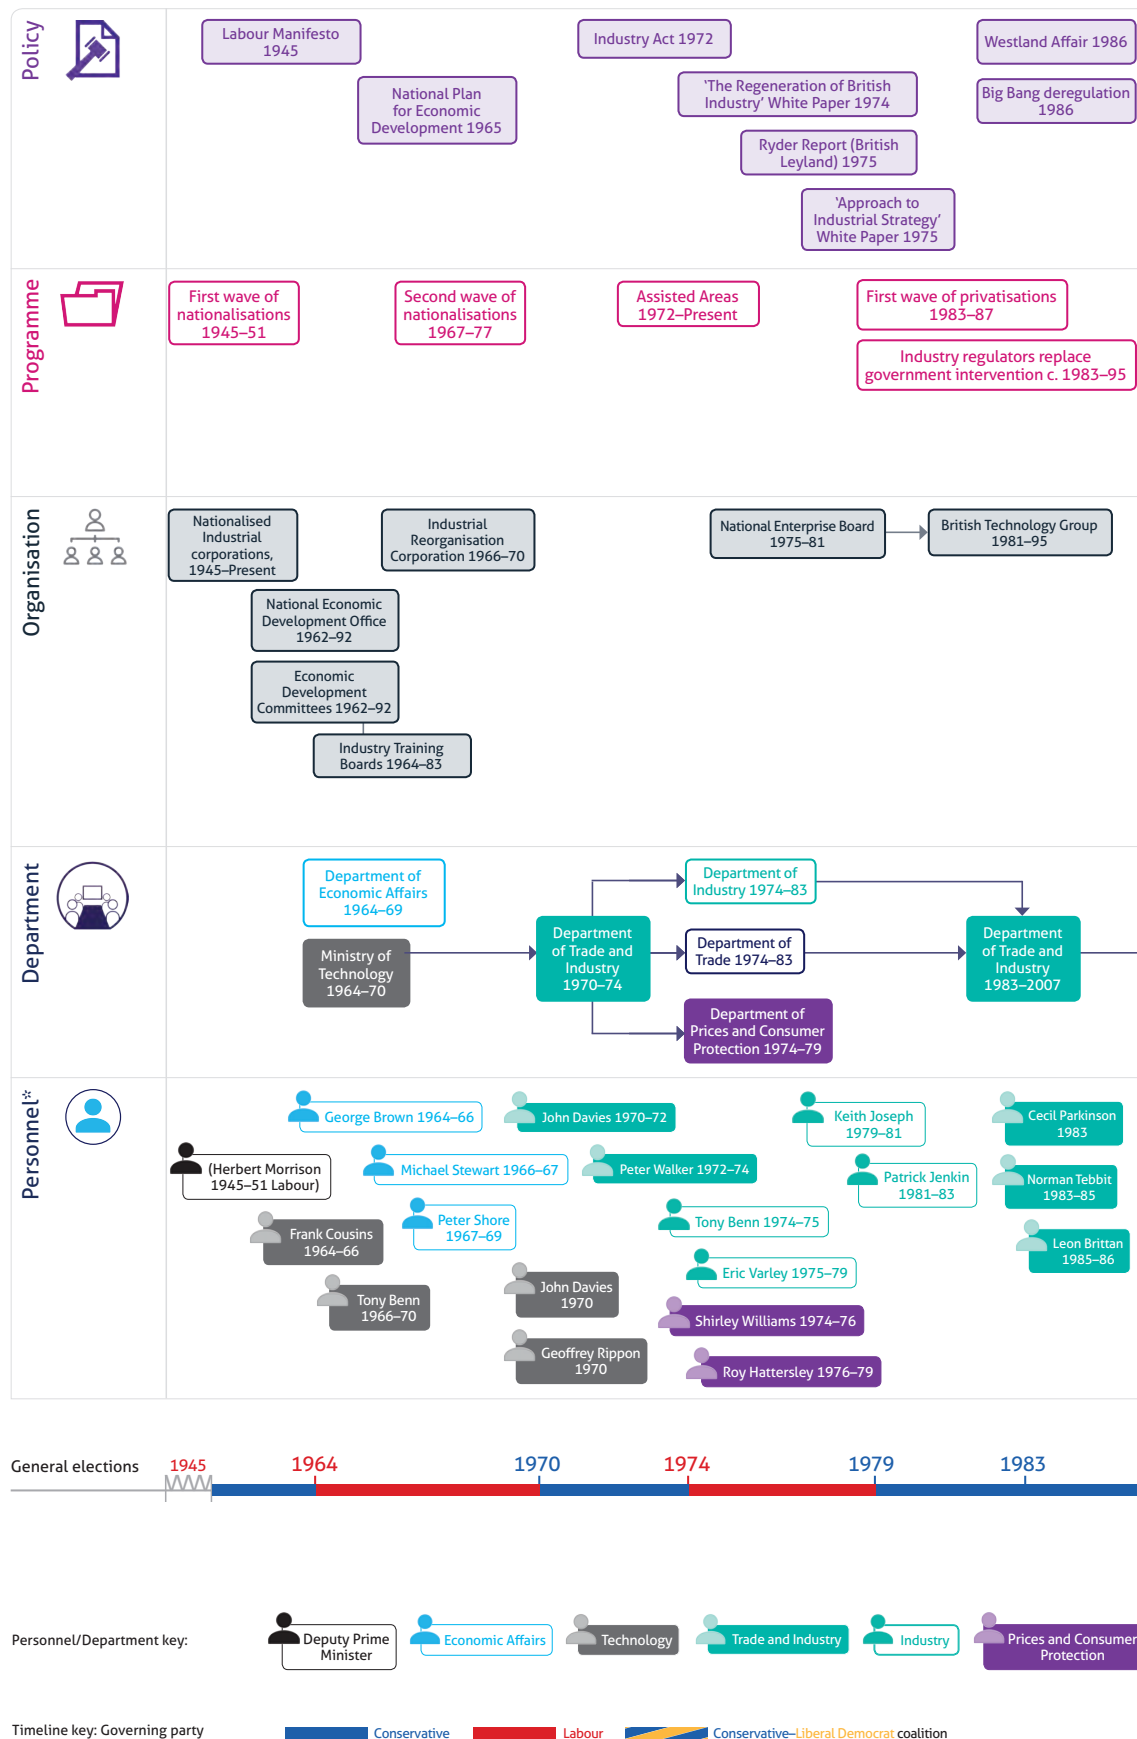 Policy
Labour Manifesto
1945
Industry Act 1972
Westland Affair 1986
National Plan
for Economic
Development 1965
'The Regeneration of British
Industry' White Paper 1974
Big Bang deregulation
1986
Ryder Report (British
Leyland) 1975
'Approach to
Industrial Strategy'
White Paper 1975
Programme
First wave of
nationalisations
1945–51
Second wave of
nationalisations
1967–77
Assisted Areas
1972–Present
First wave of privatisations
1983–87
Industry regulators replace
government intervention c. 1983–95
Organisation
Nationalised
Industrial
corporations,
1945–Present
Industrial
Reorganisation
Corporation 1966–70
National Enterprise Board
1975–81
British Technology Group
1981–95
National Economic
Development Office
1962–92
Economic
Development
Committees 1962–92
Industry Training
Boards 1964–83
Department
Department of
Economic Affairs
1964–69
Ministry of
Technology
1964–70
Department
of Trade and
Industry
1970–74
Department of
Industry 1974–83
Department of
Trade 1974–83
Department of
Prices and Consumer
Protection 1974–79
Department
of Trade and
Industry
1983–2007
Personnel*
George Brown 1964–66
John Davies 1970–72
Keith Joseph
1979–81
Cecil Parkinson
1983
(Herbert Morrison
1945–51 Labour)
Michael Stewart 1966–67
Peter Walker 1972–74
Patrick Jenkin
1981–83
Norman Tebbit
1983–85
Frank Cousins
1964–66
Peter Shore
1967–69
Tony Benn 1974–75
Leon Brittan
1985–86
Tony Benn
1966–70
John Davies
1970
Eric Varley 1975–79
Shirley Williams 1974–76
Geoffrey Rippon
1970
Roy Hattersley 1976–79
General elections
1945
1964
1970
1974
1979
1983
Personnel/Department key:
Deputy Prime
Minister
Economic Affairs
Technology
Trade and Industry
Industry
Prices and Consumer
Protection
Timeline key: Governing party
Conservative
Labour
Conservative–Liberal Democrat coalition